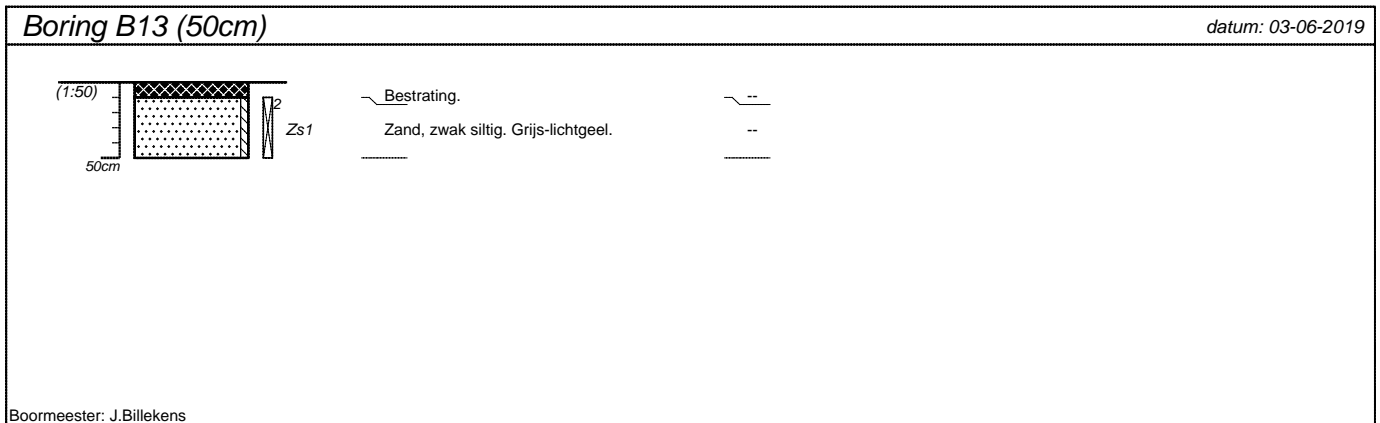 Boring B13 (50cm) datum: 03-06-2019
(1:50) Bestrating. --
2
Zs1 Zand, zwak siltig. Grijs-lichtgeel. --
50cm
Boormeester: J.Billekens